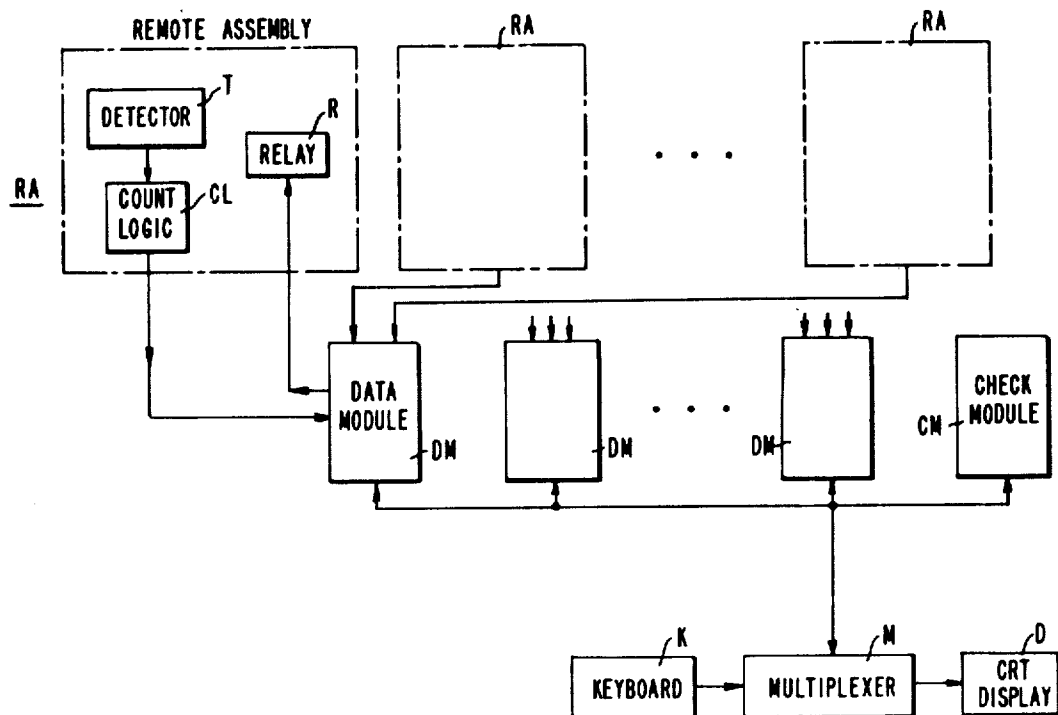 REMOTE ASSEMBLY
RA
RA
T
DETECTOR
R
RELAY
RA
COUNT
LOGIC
CL
DATA
MODULE
DM
DM
DM
CHECK
MODULE
CM
K
KEYBOARD
M
MULTIPLEXER
D
CRT
DISPLAY